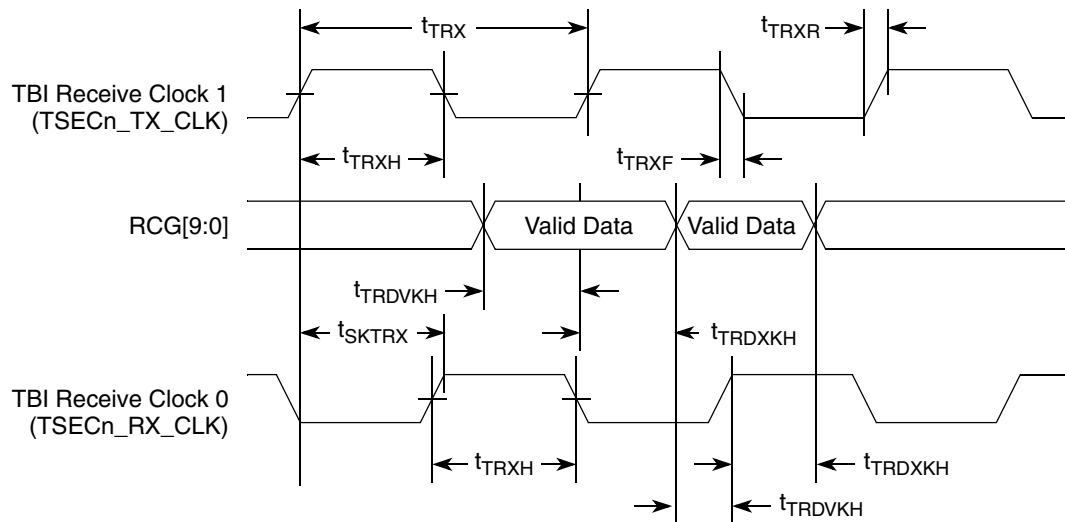 tTRX
tTRXR
TBI Receive Clock 1
(TSECn_TX_CLK)
tTRXH
tTRXF
RCG[9:0]
Valid Data
Valid Data
tTRDVKH
tSKTRX
tTRDXKH
TBI Receive Clock 0
(TSECn_RX_CLK)
tTRXH
tTRDXKH
tTRDVKH